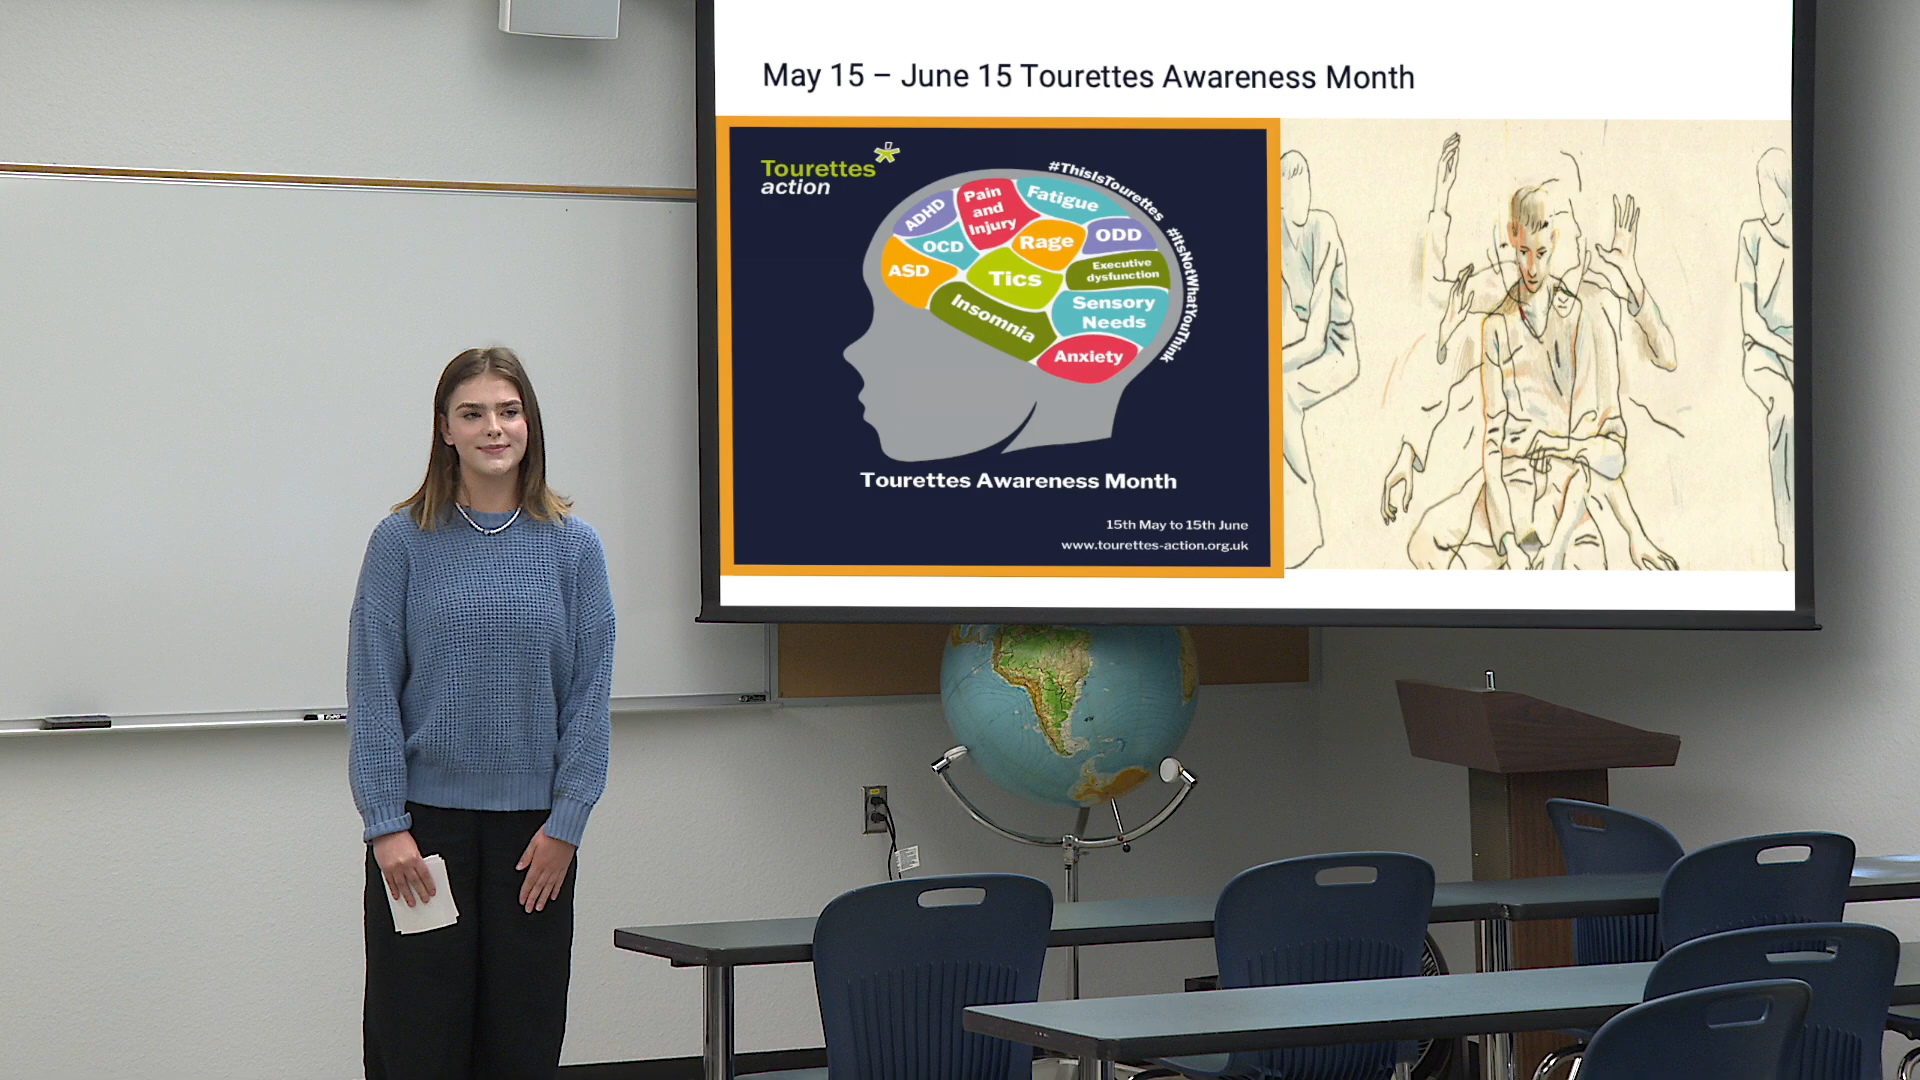 May 15 – June 15 Tourettes Awareness Month
Tourettes
action
#ThisIsTourettes
#ItsNotWhatYouThink
ADHD
Pain
and
Injury
Fatigue
OCD
Rage
ODD
ASD
Tics
Executive
dysfunction
Insomnia
Sensory
Needs
Anxiety
Tourettes Awareness Month
15th May to 15th June
www.tourettes-action.org.uk